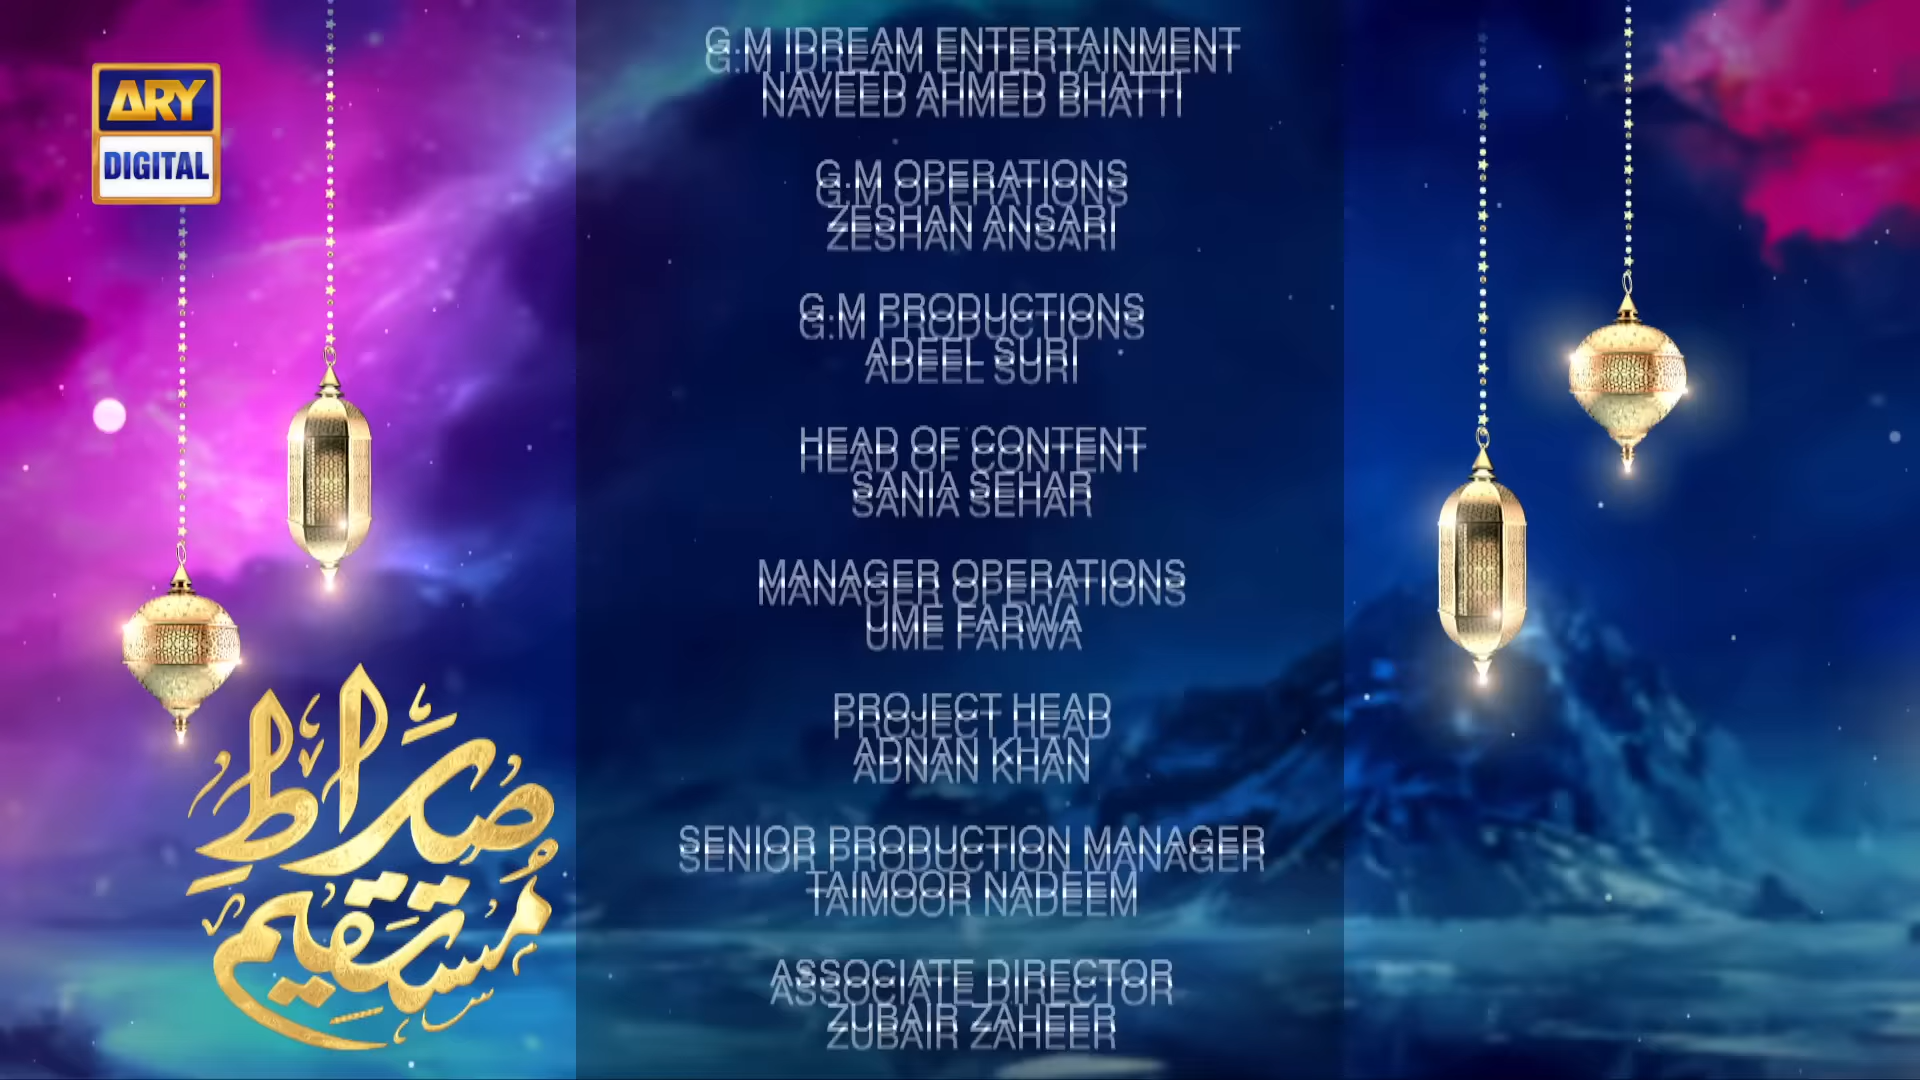 ARY
DIGITAL
صراط
مستقیم
G.M IDREAM ENTERTAINMENT
NAVEED AHMED BHATTI
G.M OPERATIONS
ZESHAN ANSARI
G.M PRODUCTIONS
ADEEL SURI
HEAD OF CONTENT
SANIA SEHAR
MANAGER OPERATIONS
UME FARWA
PROJECT HEAD
ADNAN KHAN
SENIOR PRODUCTION MANAGER
TAIMOOR NADEEM
ASSOCIATE DIRECTOR
ZUBAIR ZAHEER